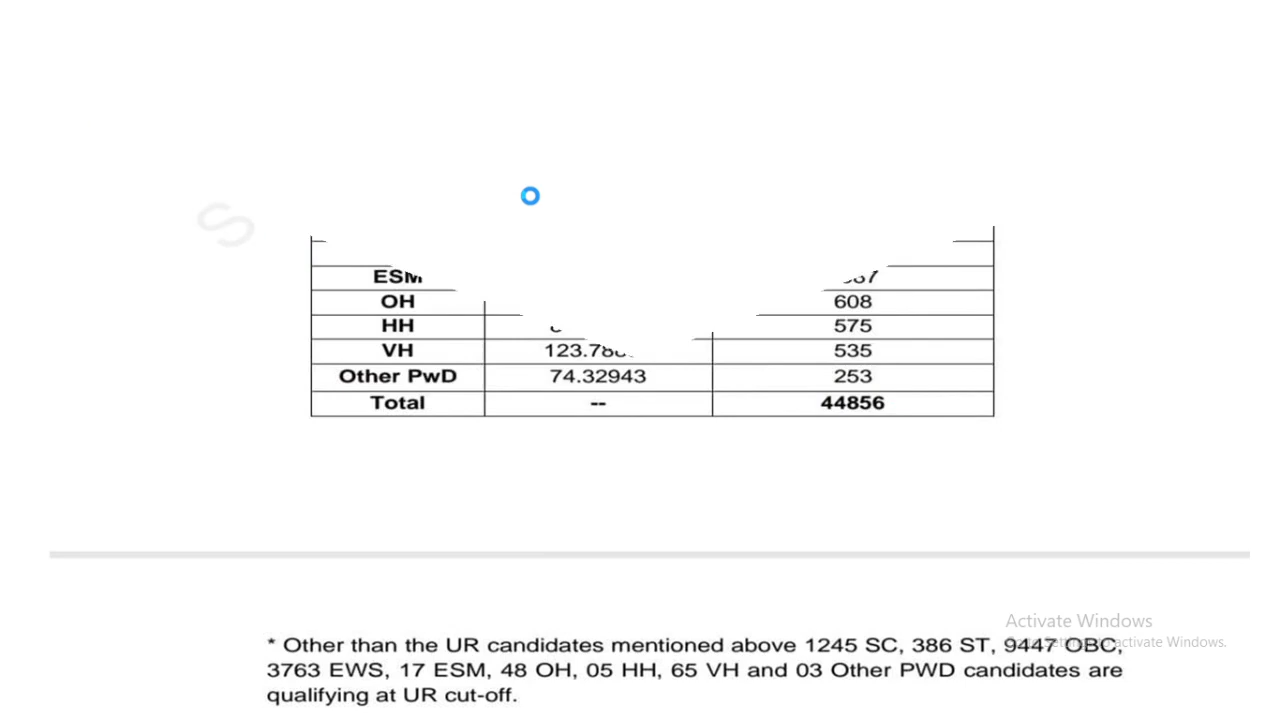 S
ESM
OH 608
HH 575
VH 535
Other PwD 74.32943 253
Total -- 44856
Activate Windows
* Other than the UR candidates mentioned above 1245 SC, 386 ST, 9447 OBC,
3763 EWS, 17 ESM, 48 OH, 05 HH, 65 VH and 03 Other PWD candidates are
qualifying at UR cut-off.